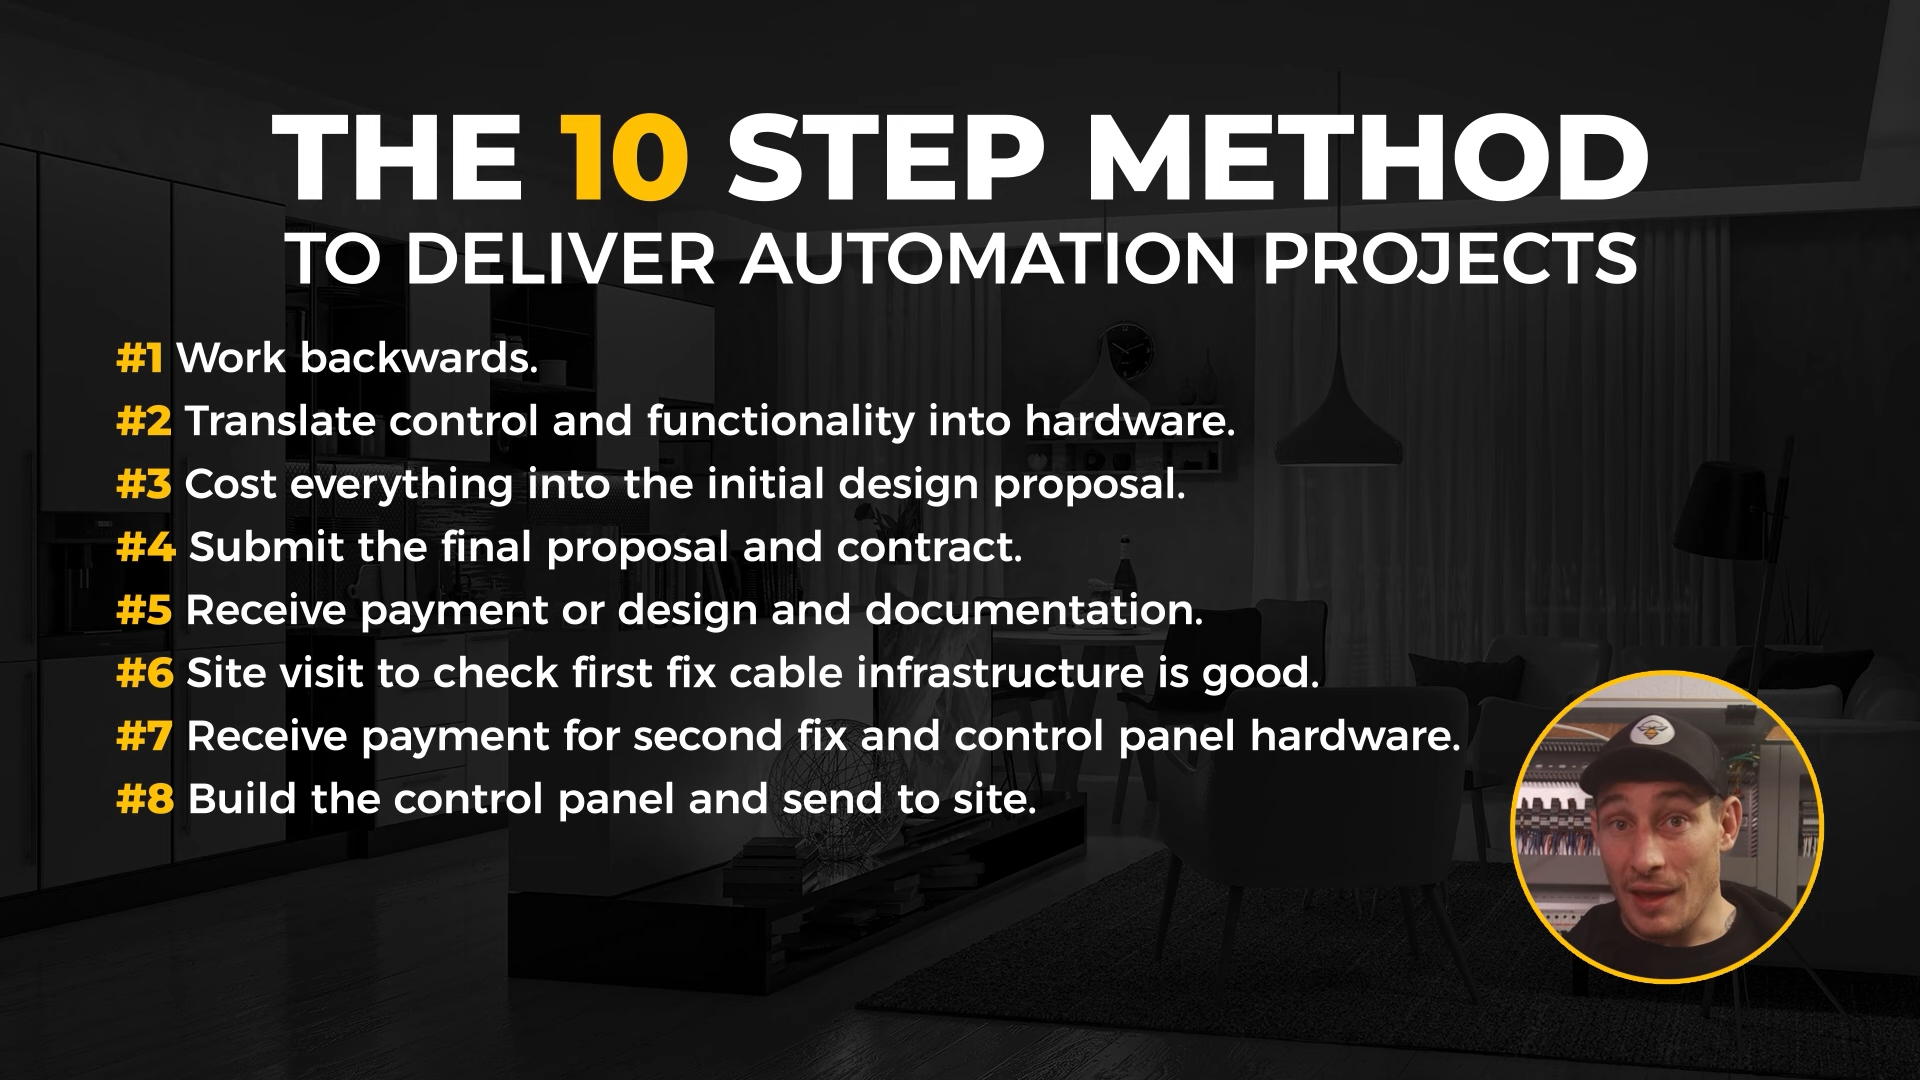 THE 10 STEP METHOD
TO DELIVER AUTOMATION PROJECTS
#1 Work backwards.
#2 Translate control and functionality into hardware.
#3 Cost everything into the initial design proposal.
#4 Submit the final proposal and contract.
#5 Receive payment or design and documentation.
#6 Site visit to check first fix cable infrastructure is good.
#7 Receive payment for second fix and control panel hardware.
#8 Build the control panel and send to site.